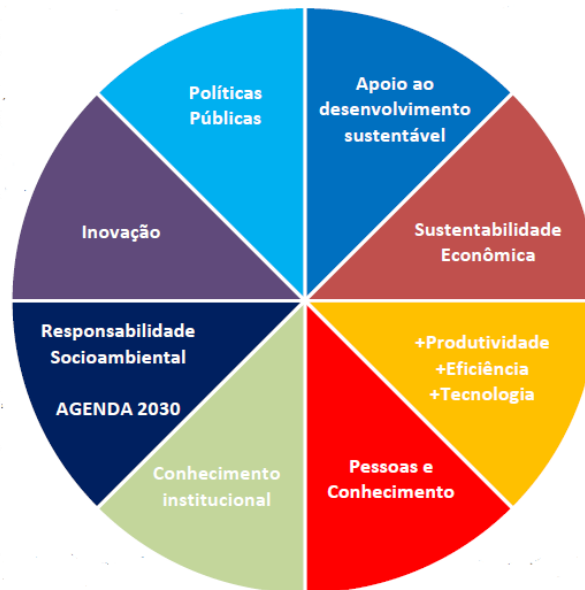 Políticas
Públicas
Apoio ao
desenvolvimento
sustentável
Sustentabilidade
Econômica
+Produtividade
+Eficiência
+Tecnologia
Pessoas e
Conhecimento
Conhecimento
institucional
Responsabilidade
Socioambiental
AGENDA 2030
Inovação